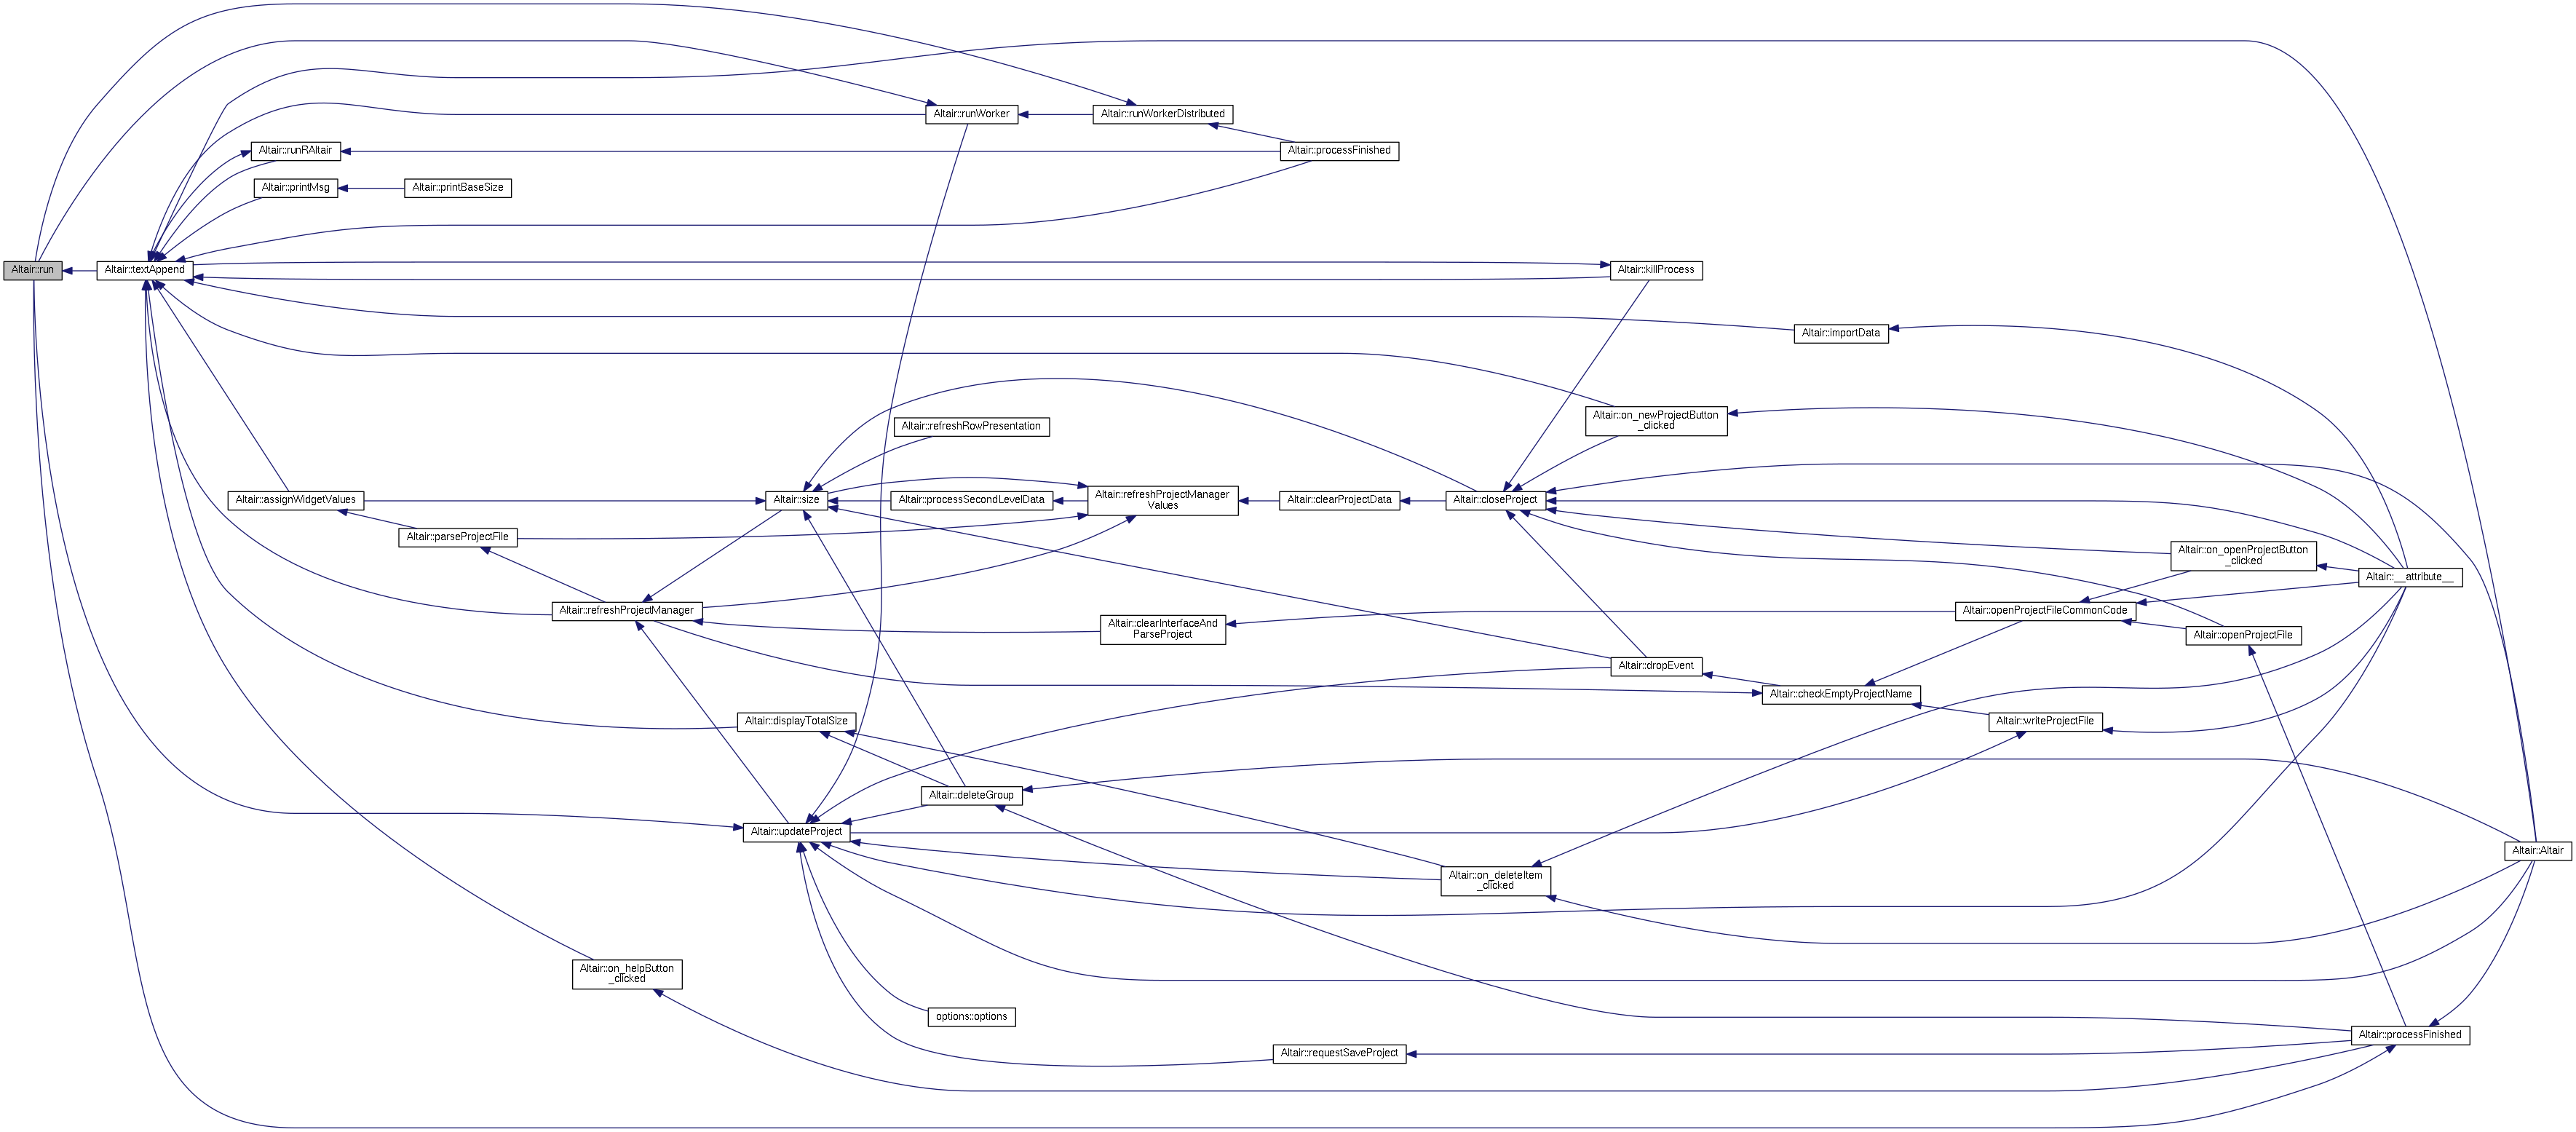 Altair::run
Altair::textAppend
Altair::runWorker
Altair::runWorkerDistributed
Altair::runRAltair
Altair::processFinished
Altair::printMsg
Altair::printBaseSize
Altair::killProcess
Altair::importData
Altair::on_newProjectButton
_clicked
Altair::refreshRowPresentation
Altair::assignWidgetValues
Altair::size
Altair::processSecondLevelData
Altair::refreshProjectManager
Values
Altair::clearProjectData
Altair::closeProject
Altair::parseProjectFile
Altair::on_openProjectButton
_clicked
Altair::__attribute__
Altair::refreshProjectManager
Altair::clearInterfaceAnd
ParseProject
Altair::openProjectFileCommonCode
Altair::openProjectFile
Altair::dropEvent
Altair::checkEmptyProjectName
Altair::displayTotalSize
Altair::writeProjectFile
Altair::deleteGroup
Altair::updateProject
Altair::Altair
Altair::on_deleteItem
_clicked
Altair::on_helpButton
_clicked
options::options
Altair::processFinished
Altair::requestSaveProject